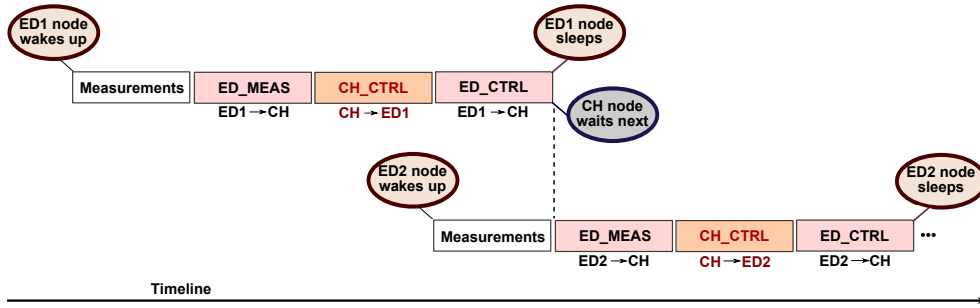 ED1 node
wakes up
ED1 node
sleeps
Measurements
ED_MEAS
CH_CTRL
ED_CTRL
ED1→CH
CH→ED1
ED1→CH
CH node
waits next
ED2 node
wakes up
ED2 node
sleeps
Measurements
ED_MEAS
CH_CTRL
ED_CTRL
...
ED2→CH
CH→ED2
ED2→CH
Timeline